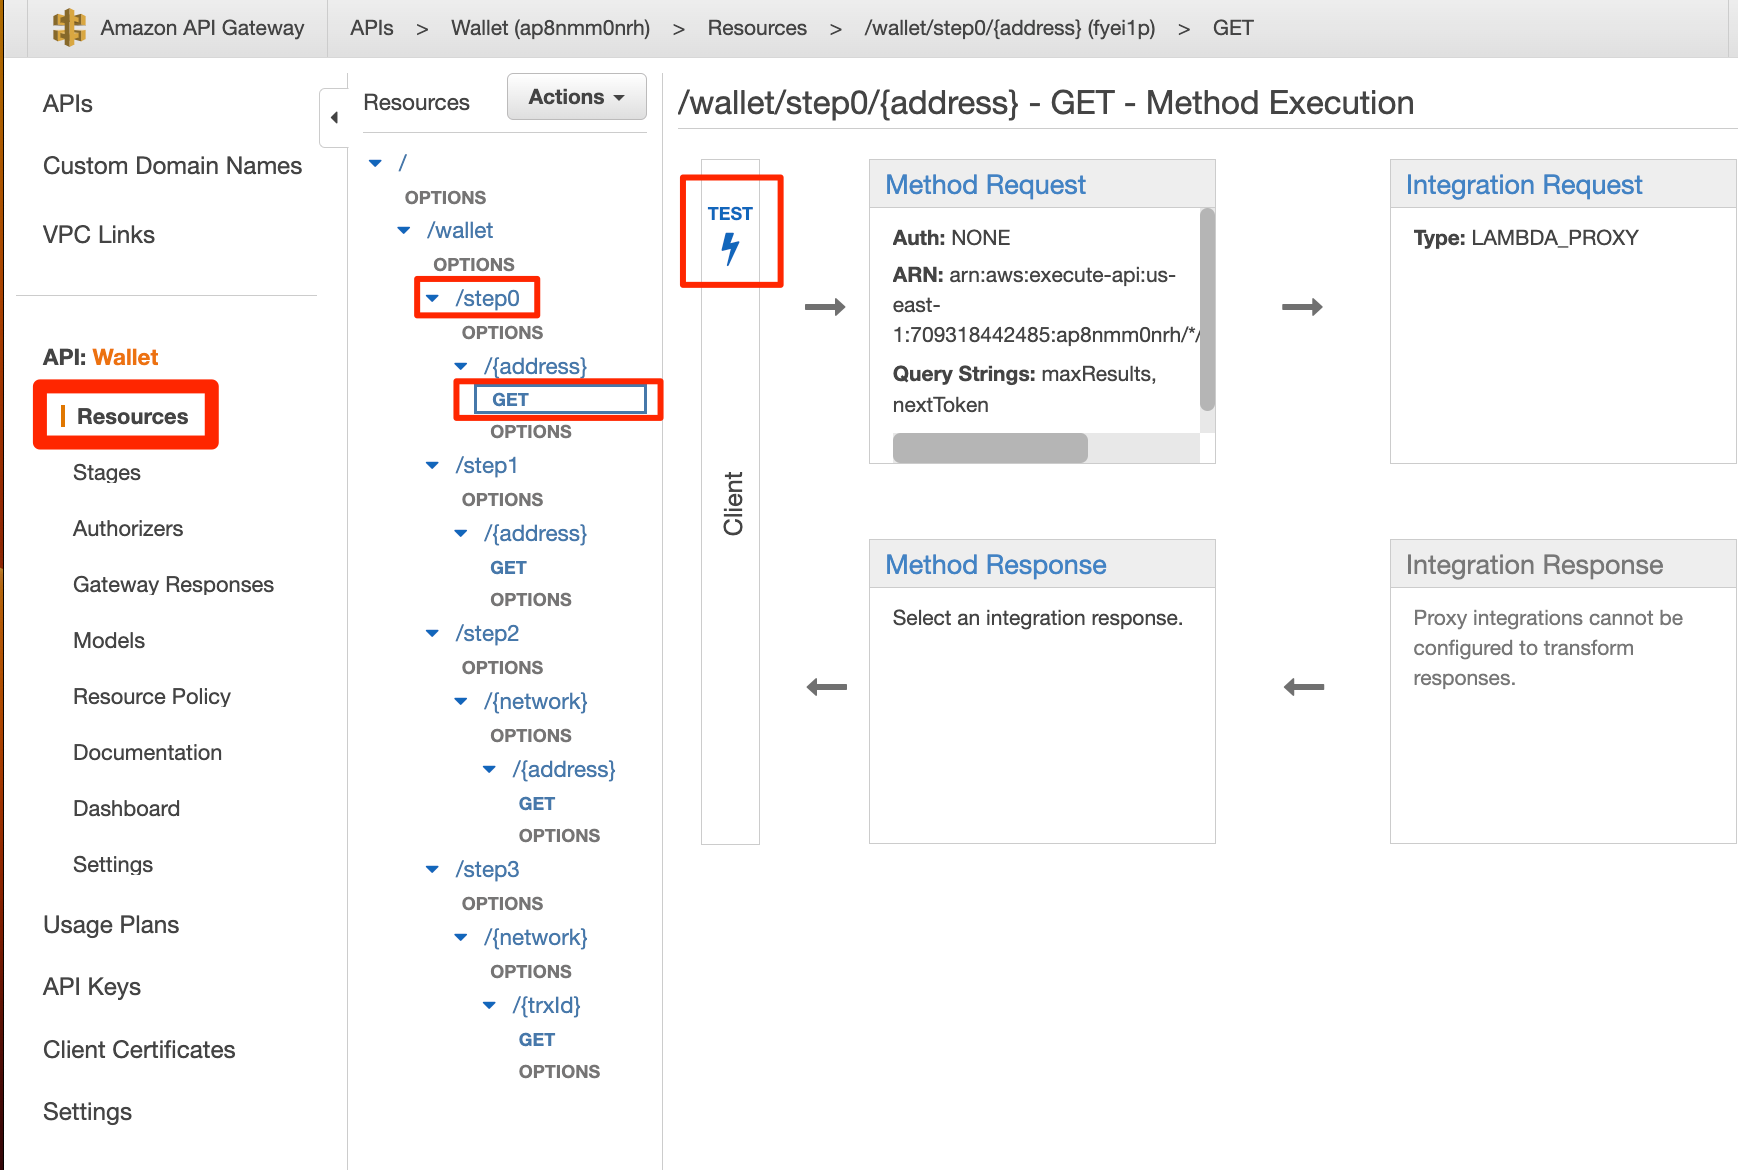 Amazon API Gateway
APIs > Wallet (ap8nmm0nrh) > Resources > /wallet/step0/{address} (fyei1p) > GET
APIs
Custom Domain Names
VPC Links
API: Wallet
Resources
Stages
Authorizers
Gateway Responses
Models
Resource Policy
Documentation
Dashboard
Settings
Usage Plans
API Keys
Client Certificates
Settings
Resources
Actions
/
OPTIONS
/wallet
OPTIONS
/step0
OPTIONS
/{address}
GET
OPTIONS
/step1
OPTIONS
/{address}
GET
OPTIONS
/step2
OPTIONS
/{network}
OPTIONS
/{address}
GET
OPTIONS
/step3
OPTIONS
/{network}
OPTIONS
/{trxId}
GET
OPTIONS
/wallet/step0/{address} - GET - Method Execution
TEST
Client
Method Request
Auth: NONE
ARN: arn:aws:execute-api:us-
east-
1:709318442485:ap8nmm0nrh/*/
Query Strings: maxResults,
nextToken
Integration Request
Type: LAMBDA_PROXY
Method Response
Select an integration response.
Integration Response
Proxy integrations cannot be
configured to transform
responses.